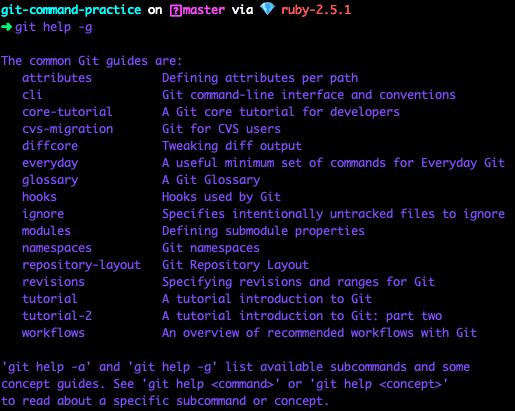 git-command-practice on master via ruby-2.5.1
➜ git help -g
The common Git guides are:
attributes Defining attributes per path
cli Git command-line interface and conventions
core-tutorial A Git core tutorial for developers
cvs-migration Git for CVS users
diffcore Tweaking diff output
everyday A useful minimum set of commands for Everyday Git
glossary A Git Glossary
hooks Hooks used by Git
ignore Specifies intentionally untracked files to ignore
modules Defining submodule properties
namespaces Git namespaces
repository-layout Git Repository Layout
revisions Specifying revisions and ranges for Git
tutorial A tutorial introduction to Git
tutorial-2 A tutorial introduction to Git: part two
workflows An overview of recommended workflows with Git
'git help -a' and 'git help -g' list available subcommands and some
concept guides. See 'git help <command>' or 'git help <concept>'
to read about a specific subcommand or concept.